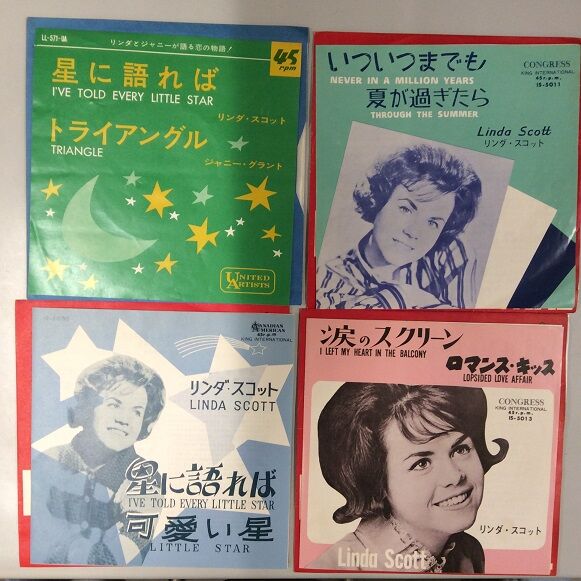 LL-571-UA
リンダとジャニーが語る恋の物語！
45
rpm
星に語れば
I'VE TOLD EVERY LITTLE STAR
リンダ・スコット
トライアングル
TRIANGLE
ジャニー・グラント
UNITED
ARTISTS
いついつまでも
NEVER IN A MILLION YEARS
夏が過ぎたら
THROUGH THE SUMMER
CONGRESS
KING INTERNATIONAL
45 r.p.m.
IS-5011
Linda Scott
リンダ・スコット
CANADIAN
AMERICAN
45 r.p.m.
KING INTERNATIONAL
リンダ・スコット
LINDA SCOTT
星に語れば
I'VE TOLD EVERY LITTLE STAR
可愛い星
LITTLE STAR
涙のスクリーン
I LEFT MY HEART IN THE BALCONY
ロマンス・キッス
LOPSIDED LOVE AFFAIR
CONGRESS
KING INTERNATIONAL
45 r.p.m.
IS-5013
リンダ・スコット
Linda Scott